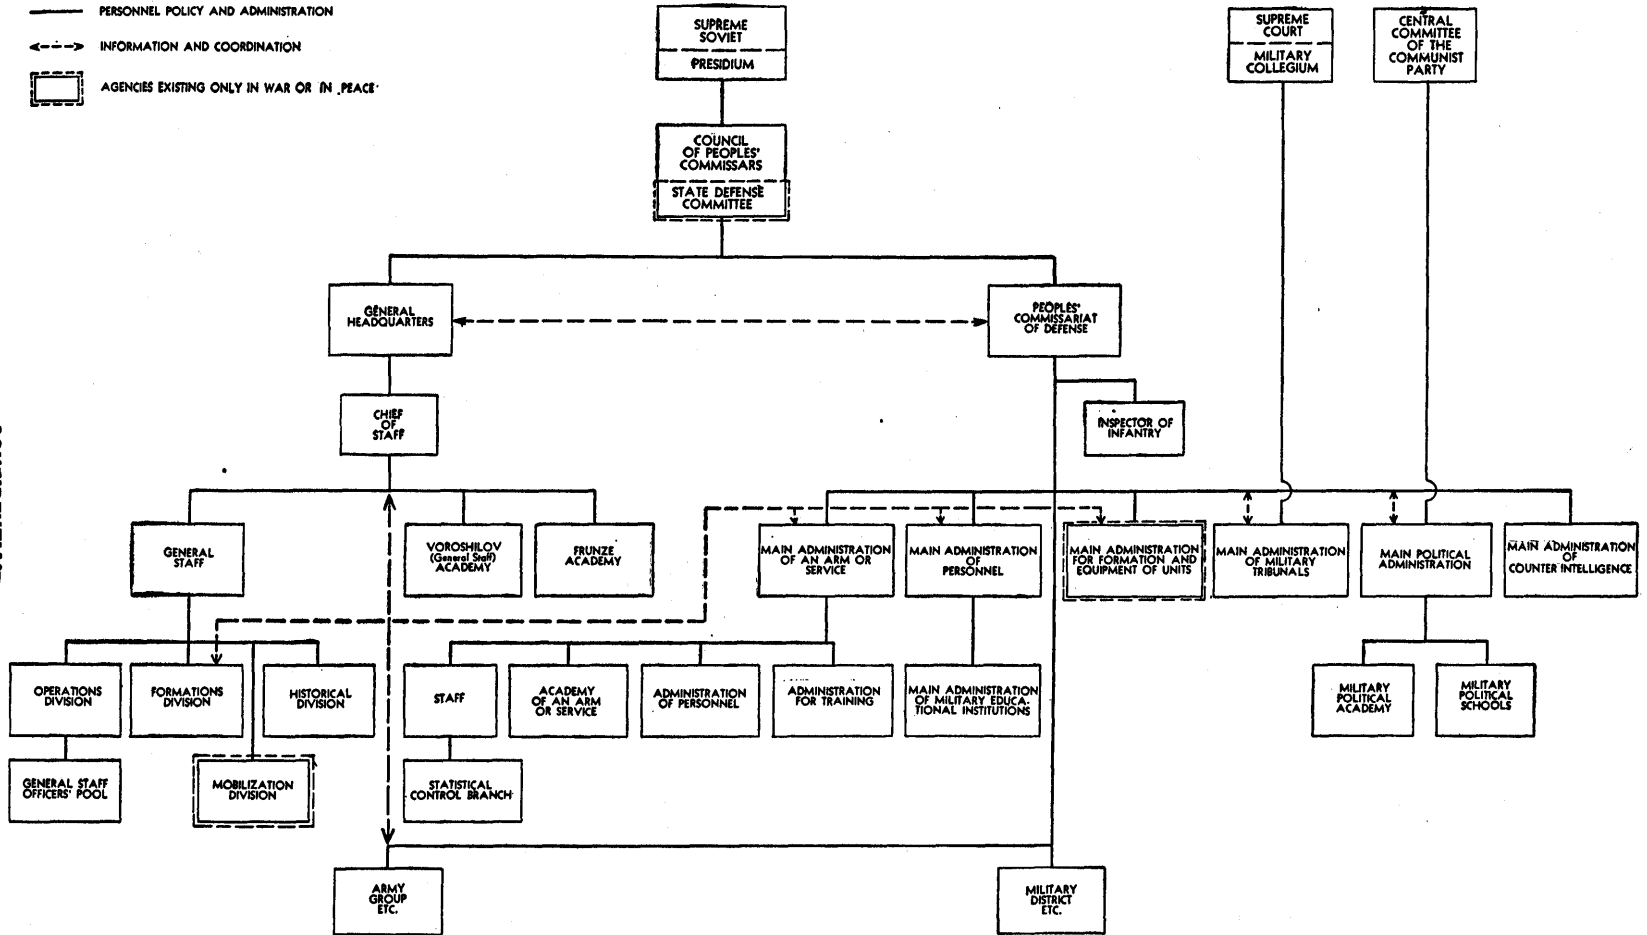 PERSONNEL POLICY AND ADMINISTRATION
INFORMATION AND COORDINATION
AGENCIES EXISTING ONLY IN WAR OR IN PEACE
SUPREME
SOVIET
PRESIDIUM
SUPREME
COURT
MILITARY
COLLEGIUM
CENTRAL
COMMITTEE
OF THE
COMMUNIST
PARTY
COUNCIL
OF PEOPLES'
COMMISSARS
STATE DEFENSE
COMMITTEE
GENERAL
HEADQUARTERS
PEOPLES'
COMMISSARIAT
OF DEFENSE
CHIEF
OF
STAFF
INSPECTOR OF
INFANTRY
GENERAL
STAFF
VOROSHILOV
(General Staff)
ACADEMY
FRUNZE
ACADEMY
MAIN ADMINISTRATION
OF AN ARM OR
SERVICE
MAIN ADMINISTRATION
OF
PERSONNEL
MAIN ADMINISTRATION
FOR FORMATION AND
EQUIPMENT OF UNITS
MAIN ADMINISTRATION
OF MILITARY
TRIBUNALS
MAIN POLITICAL
ADMINISTRATION
MAIN ADMINISTRATION
OF
COUNTER INTELLIGENCE
OPERATIONS
DIVISION
FORMATIONS
DIVISION
HISTORICAL
DIVISION
STAFF
ACADEMY
OF AN ARM
OR SERVICE
ADMINISTRATION
OF PERSONNEL
ADMINISTRATION
FOR TRAINING
MAIN ADMINISTRATION
OF MILITARY EDUCA-
TIONAL INSTITUTIONS
MILITARY
POLITICAL
ACADEMY
MILITARY
POLITICAL
SCHOOLS
GENERAL STAFF
OFFICERS' POOL
MOBILIZATION
DIVISION
STATISTICAL
CONTROL BRANCH
ARMY
GROUP
ETC.
MILITARY
DISTRICT
ETC.